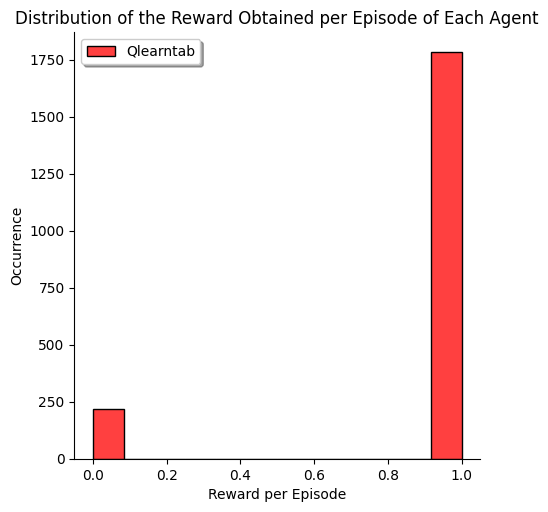 Distribution of the Reward Obtained per Episode of Each Agent
Qlearntab
1750
1500
1250
1000
750
500
250
0
Occurrence
0.0 0.2 0.4 0.6 0.8 1.0
Reward per Episode